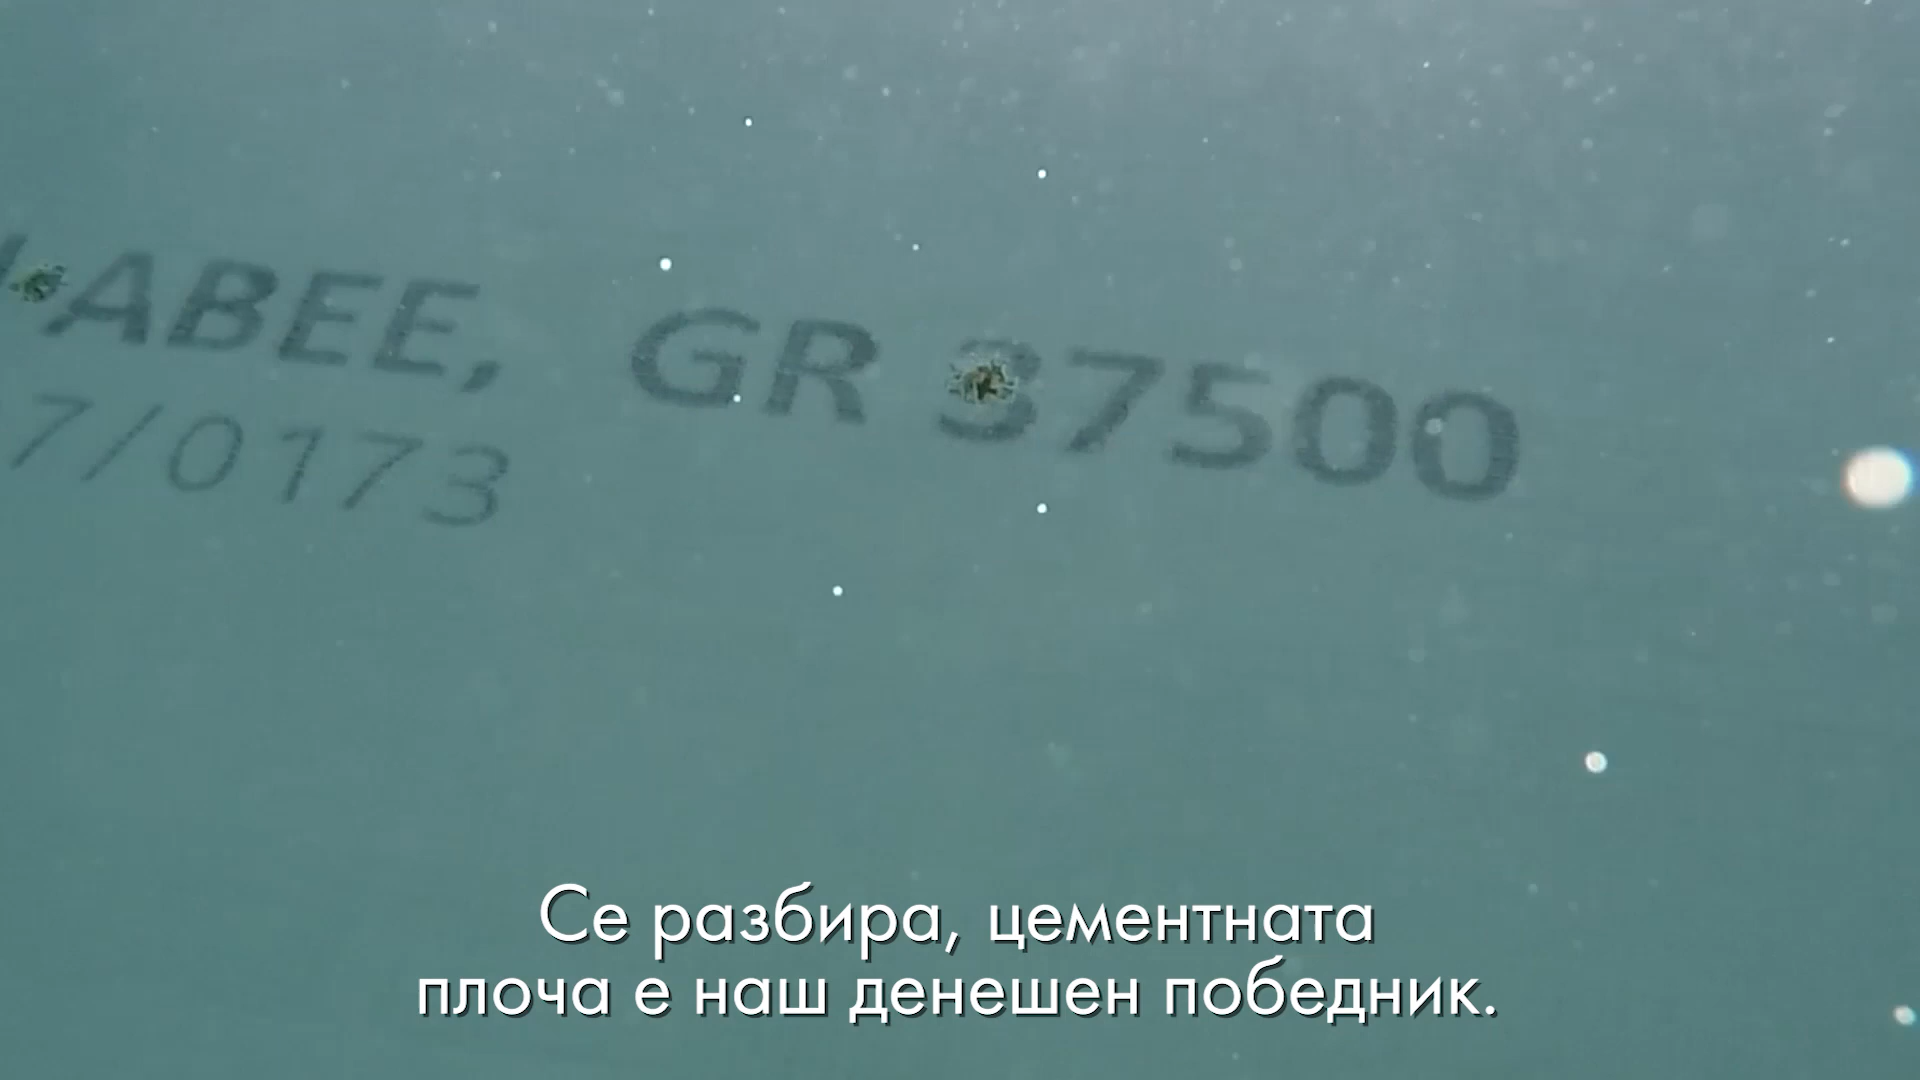 ABEE, GR 37500
7/0173
Се разбира, цементната
плоча е наш денешен победник.